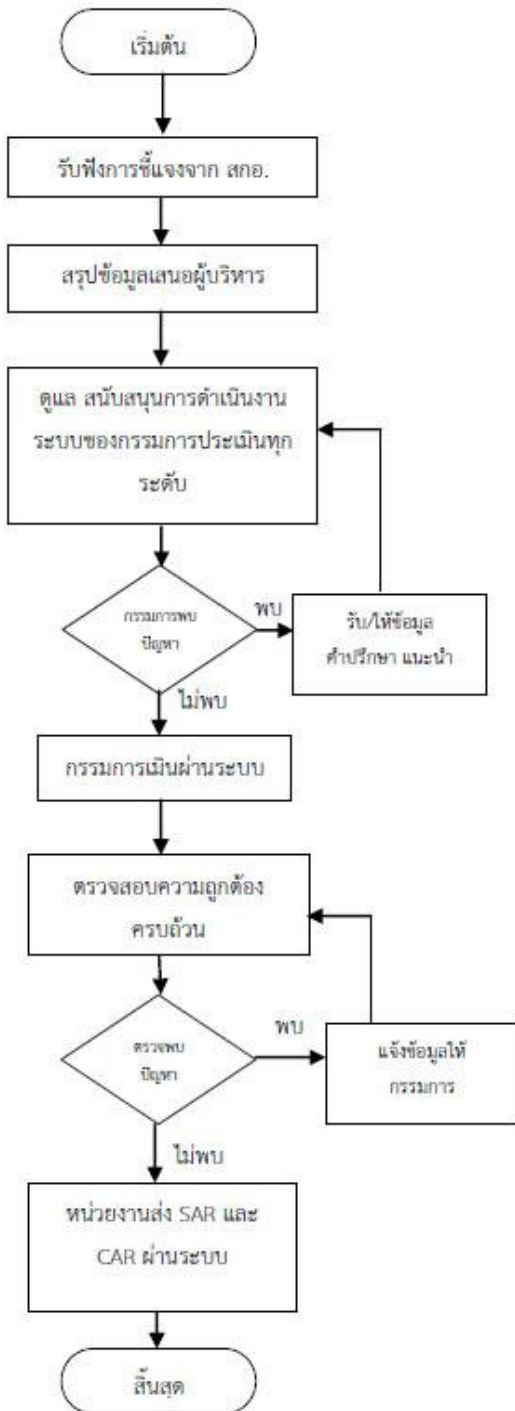 เริ่มต้น
รับฟังการชี้แจงจาก สกอ.
สรุปข้อมูลเสนอผู้บริหาร
ดูแล สนับสนุนการดำเนินงาน
ระบบของกรรมการประเมินทุก
ระดับ
กรรมการพบ
ปัญหา
พบ
รับ/ให้ข้อมูล
คำปรึกษา แนะนำ
ไม่พบ
กรรมการเมินผ่านระบบ
ตรวจสอบความถูกต้อง
ครบถ้วน
ตรวจพบ
ปัญหา
พบ
แจ้งข้อมูลให้
กรรมการ
ไม่พบ
หน่วยงานส่ง SAR และ
CAR ผ่านระบบ
สิ้นสุด